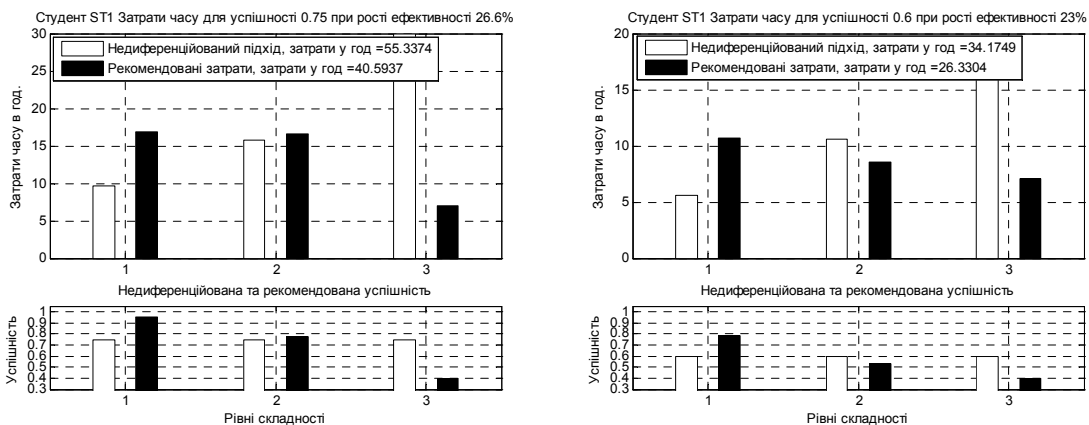 Студент ST1 Затрати часу для успішності 0.75 при рості ефективності 26.6%
30
25
20
15
10
5
0
Затрати часу в год.
Недиференційований підхід, затрати у год =55.3374
Рекомендовані затрати, затрати у год =40.5937
1 2 3
Недиференційована та рекомендована успішність
1
0.9
0.8
0.7
0.6
0.5
0.4
0.3
Успішність
1 2 3
Рівні складності
Студент ST1 Затрати часу для успішності 0.6 при рості ефективності 23%
20
15
10
5
0
Затрати часу в год.
Недиференційований підхід, затрати у год =34.1749
Рекомендовані затрати, затрати у год =26.3304
1 2 3
Недиференційована та рекомендована успішність
1
0.9
0.8
0.7
0.6
0.5
0.4
0.3
Успішність
1 2 3
Рівні складності